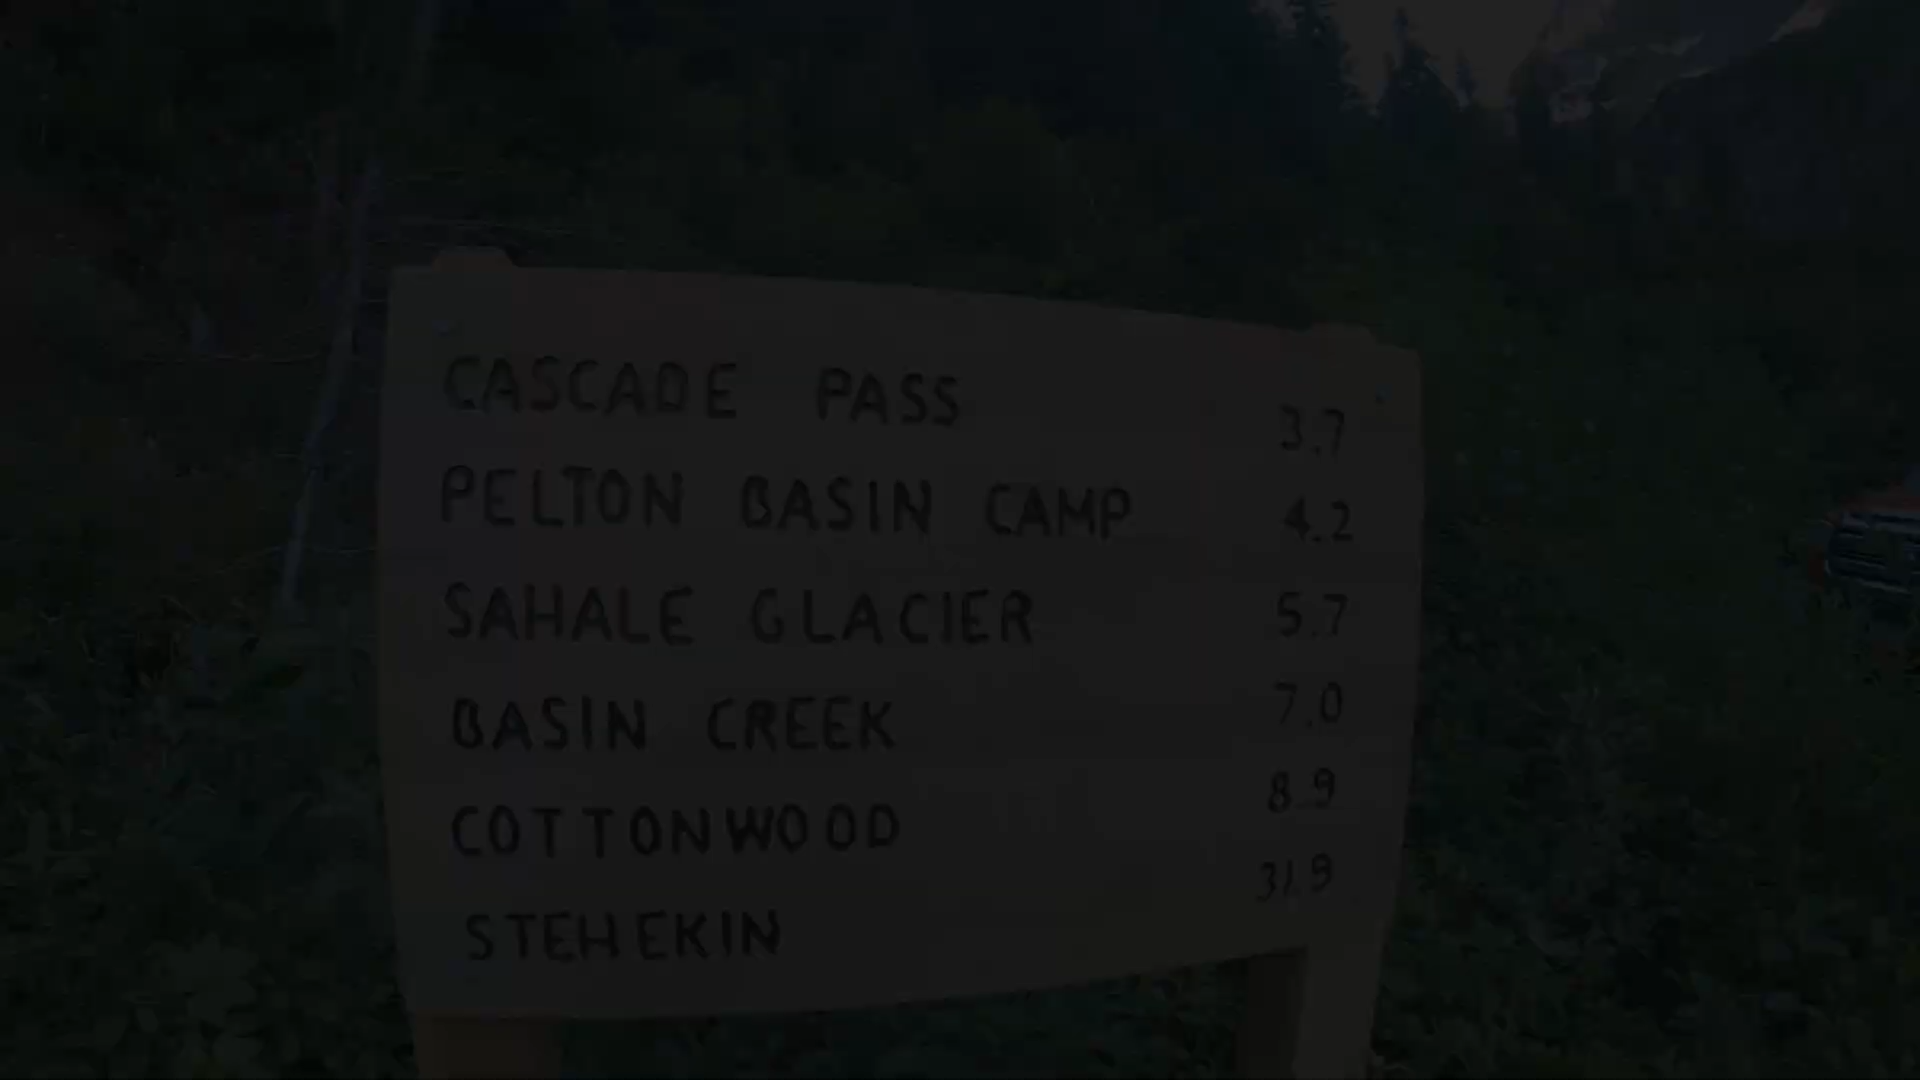 CASCADE PASS 3.7
PELTON BASIN CAMP 4.2
SAHALE GLACIER 5.7
BASIN CREEK 7.0
COTTONWOOD 8.9
STEHEKIN 31.9